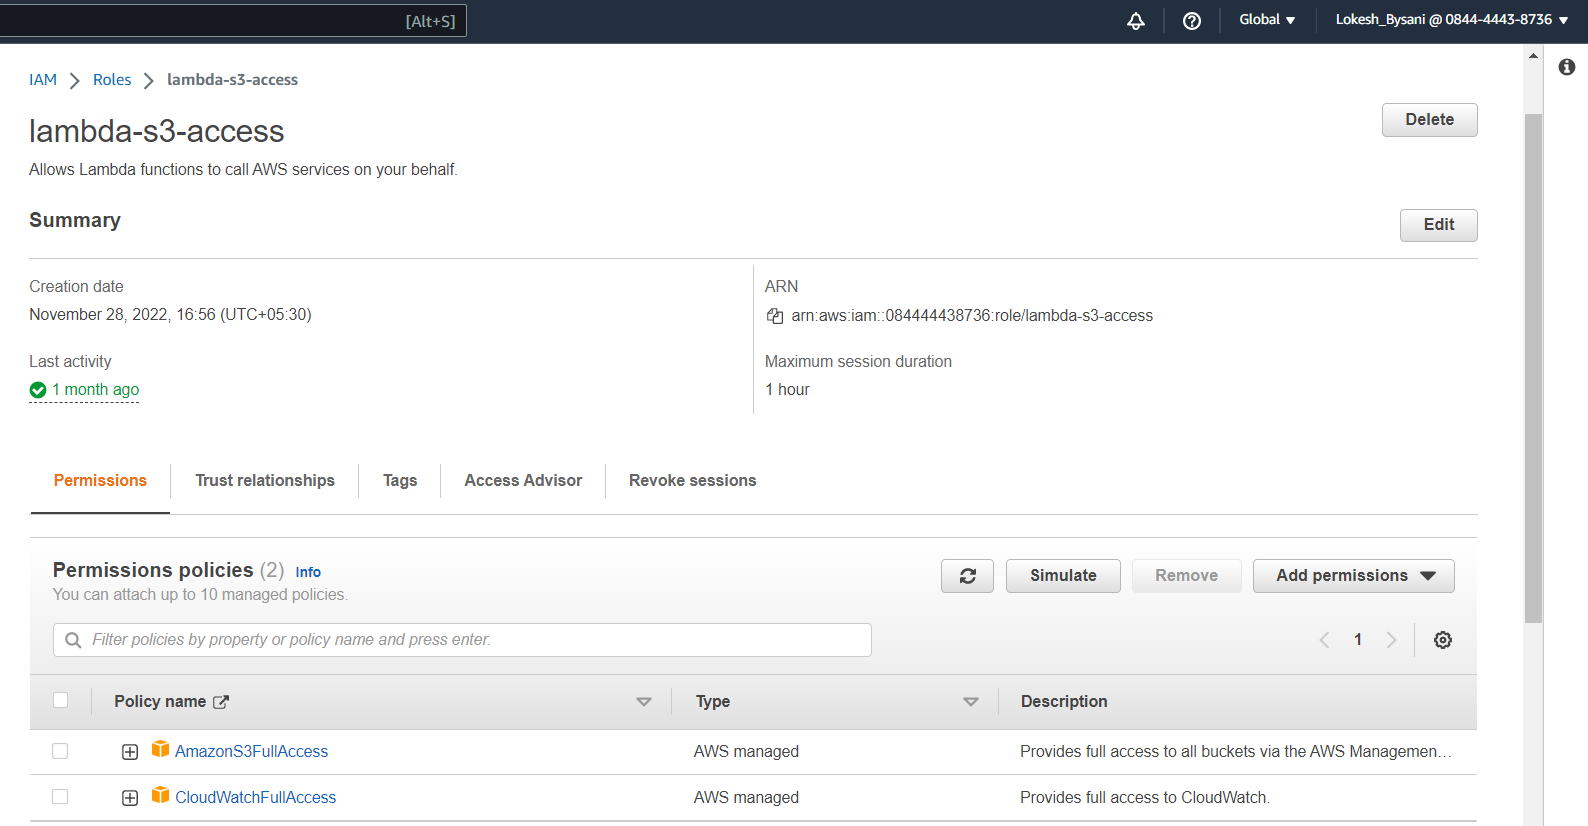 [Alt+S]
Global
Lokesh_Bysani @ 0844-4443-8736
IAM
Roles
lambda-s3-access
lambda-s3-access
Delete
Allows Lambda functions to call AWS services on your behalf.
Summary
Edit
Creation date
November 28, 2022, 16:56 (UTC+05:30)
ARN
arn:aws:iam::084444438736:role/lambda-s3-access
Last activity
1 month ago
Maximum session duration
1 hour
Permissions
Trust relationships
Tags
Access Advisor
Revoke sessions
Permissions policies (2) Info
You can attach up to 10 managed policies.
Simulate
Remove
Add permissions
Filter policies by property or policy name and press enter.
1
Policy name
Type
Description
AmazonS3FullAccess
AWS managed
Provides full access to all buckets via the AWS Managemen…
CloudWatchFullAccess
AWS managed
Provides full access to CloudWatch.